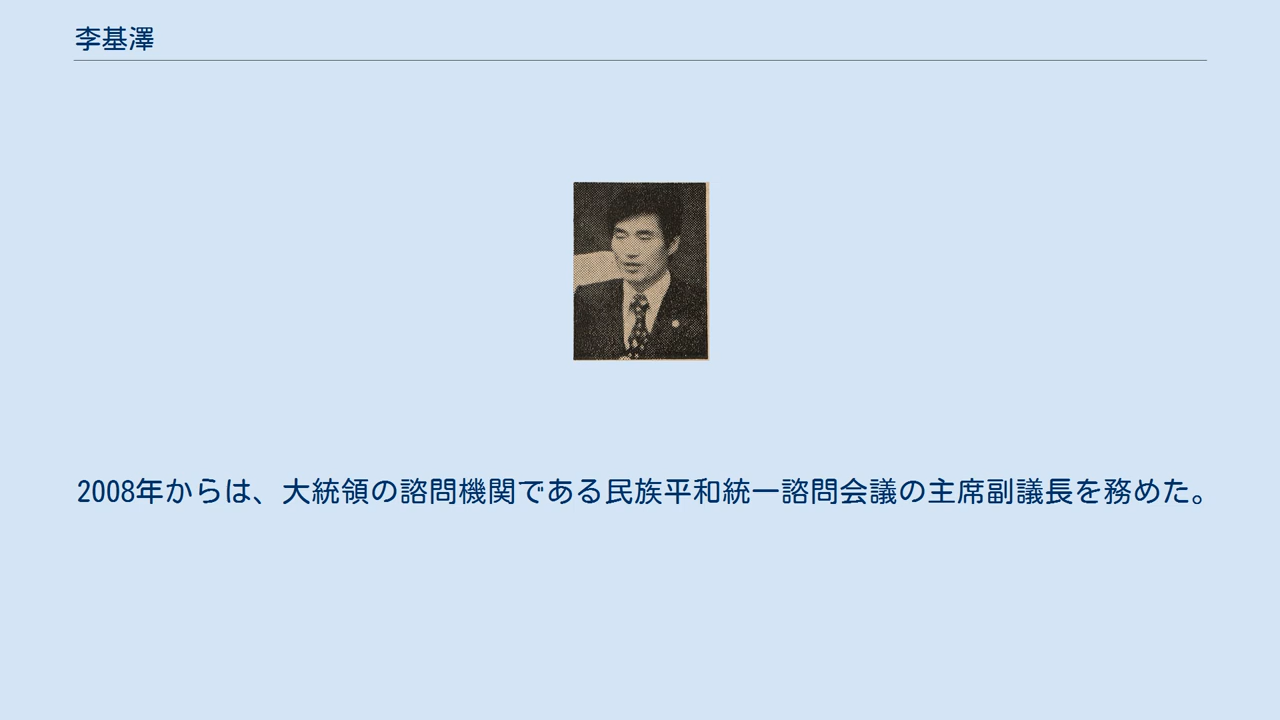 李基澤
2008年からは、大統領の諮問機関である民族平和統一諮問会議の主席副議長を務めた。